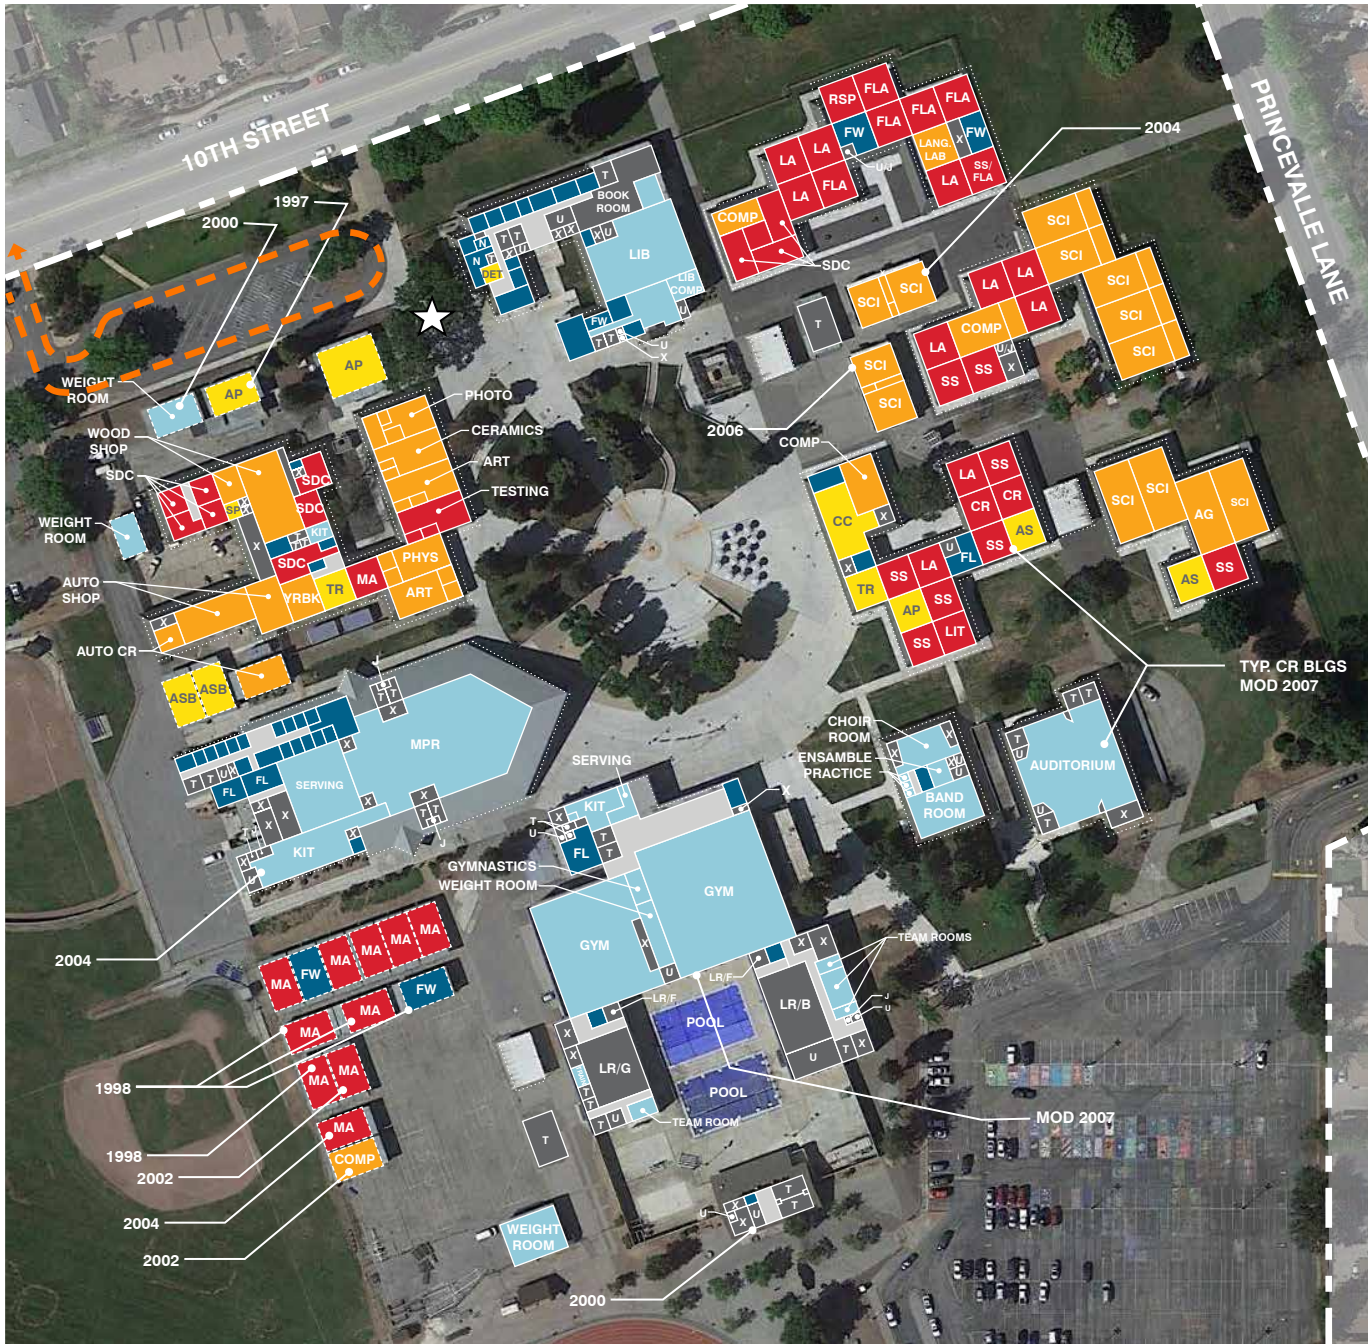 10TH STREET
PRINCEVALLE LANE
1997
2000
2004
RSP
FLA
FLA
FLA
FLA
FW
LA
LA
U/J
LANG.
LAB
X
FW
LA
SS/
FLA
LA
LA
FLA
COMP
SDC
T
BOOK
ROOM
U
X
X
X
U
T
T
X
U
N
N
T
DET
LIB
LIB
COMP
U
FW
T
T
U
X
SCI
SCI
SCI
SCI
T
LA
LA
LA
COMP
LA
U/J
X
SS
SS
SCI
SCI
SCI
SCI
SCI
2006
WEIGHT
ROOM
AP
AP
WOOD
SHOP
SDC
WEIGHT
ROOM
PHOTO
CERAMICS
ART
TESTING
X
SDC
SDC
SP
X
X
X
T
T
T
KIT
SDC
AUTO
SHOP
YRBK
TR
MA
PHYS
ART
X
AUTO CR
ASB
ASB
COMP
CC
X
X
TR
SS
LA
U
FL
AP
SS
SS
LIT
LA
SS
CR
CR
SS
AS
SCI
SCI
AG
SCI
AS
SS
TYP. CR BLGS
MOD 2007
J
T
T
X
MPR
X
T
T
U
X
FL
FL
SERVING
X
X
X
X
X
X
T
T
J
T
J
X
X
U
KIT
2004
CHOIR
ROOM
ENSAMBLE
PRACTICE
X
X
X
U
U
BAND
ROOM
T
T
T
U
AUDITORIUM
U
T
X
SERVING
KIT
X
T
U
T
T
FL
X
GYMNASTICS
WEIGHT ROOM
GYM
GYM
X
U
X
X
TEAM ROOMS
LR/F
X
LR/F
LR/B
J
U
U
T
X
POOL
POOL
X
X
LR/G
TRAIN
T
T
T
U
TEAM ROOM
MOD 2007
MA
FW
MA
MA
MA
MA
FW
MA
MA
1998
MA
MA
1998
2002
MA
COMP
2004
2002
T
WEIGHT
ROOM
X
U
X
U
T
T
2000